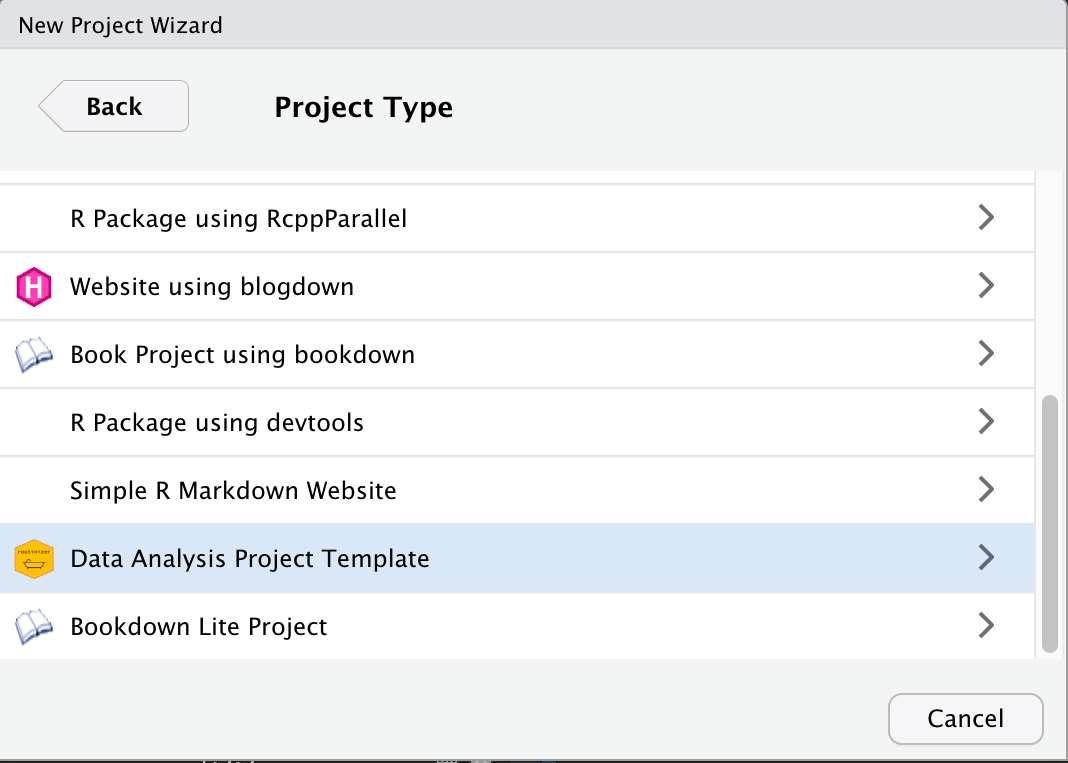 New Project Wizard
Back
Project Type
R Package using RcppParallel
H
Website using blogdown
Book Project using bookdown
R Package using devtools
Simple R Markdown Website
routinizer
Data Analysis Project Template
Bookdown Lite Project
Cancel